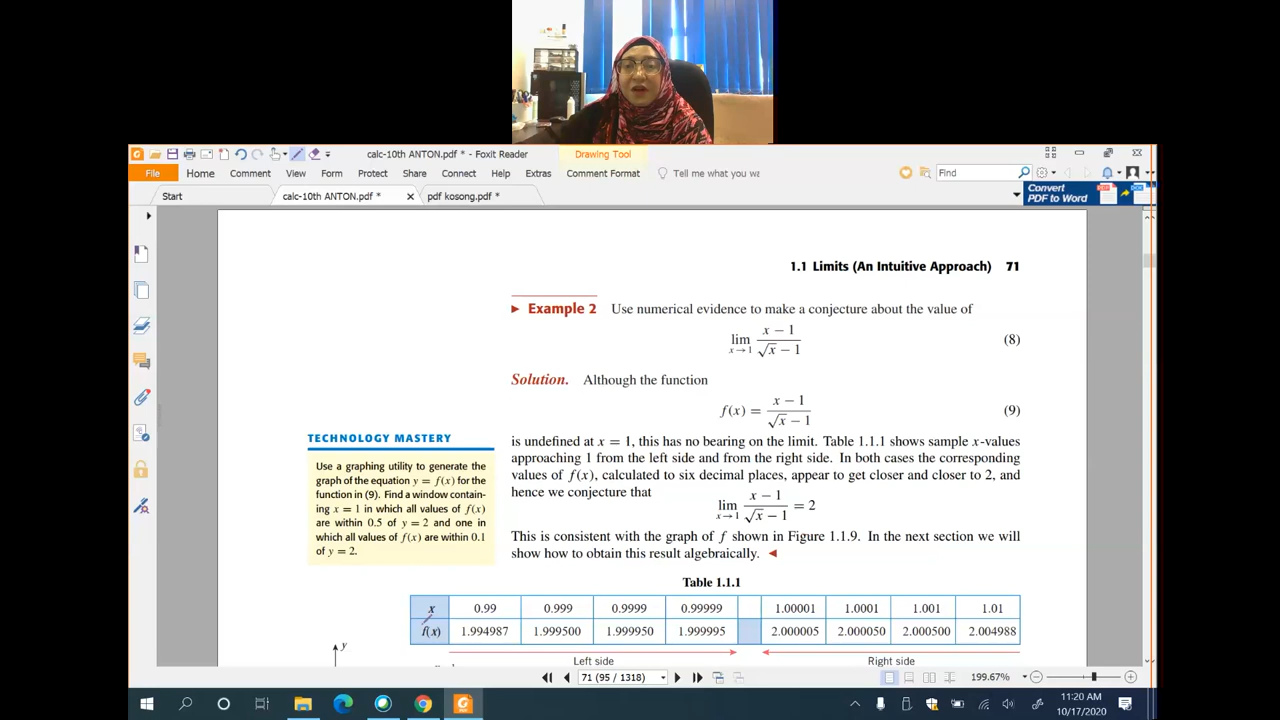 calc-10th ANTON.pdf * - Foxit Reader
Drawing Tool
File Home Comment View Form Protect Share Connect Help Extras Comment Format Tell me what you wa Find
Start calc-10th ANTON.pdf * pdf kosong.pdf *
Convert
PDF to Word
1.1 Limits (An Intuitive Approach) 71
► Example 2 Use numerical evidence to make a conjecture about the value of
lim x→1 (x − 1)/(√x − 1) (8)
Solution. Although the function
f(x) = (x − 1)/(√x − 1) (9)
is undefined at x = 1, this has no bearing on the limit. Table 1.1.1 shows sample x-values
approaching 1 from the left side and from the right side. In both cases the corresponding
values of f(x), calculated to six decimal places, appear to get closer and closer to 2, and
hence we conjecture that
lim x→1 (x − 1)/(√x − 1) = 2
This is consistent with the graph of f shown in Figure 1.1.9. In the next section we will
show how to obtain this result algebraically. ◄
TECHNOLOGY MASTERY
Use a graphing utility to generate the
graph of the equation y = f(x) for the
function in (9). Find a window contain-
ing x = 1 in which all values of f(x)
are within 0.5 of y = 2 and one in
which all values of f(x) are within 0.1
of y = 2.
Table 1.1.1
x 0.99 0.999 0.9999 0.99999 1.00001 1.0001 1.001 1.01
f(x) 1.994987 1.999500 1.999950 1.999995 2.000005 2.000050 2.000500 2.004988
y
Left side Right side
71 (95 / 1318) 199.67%
11:20 AM
10/17/2020